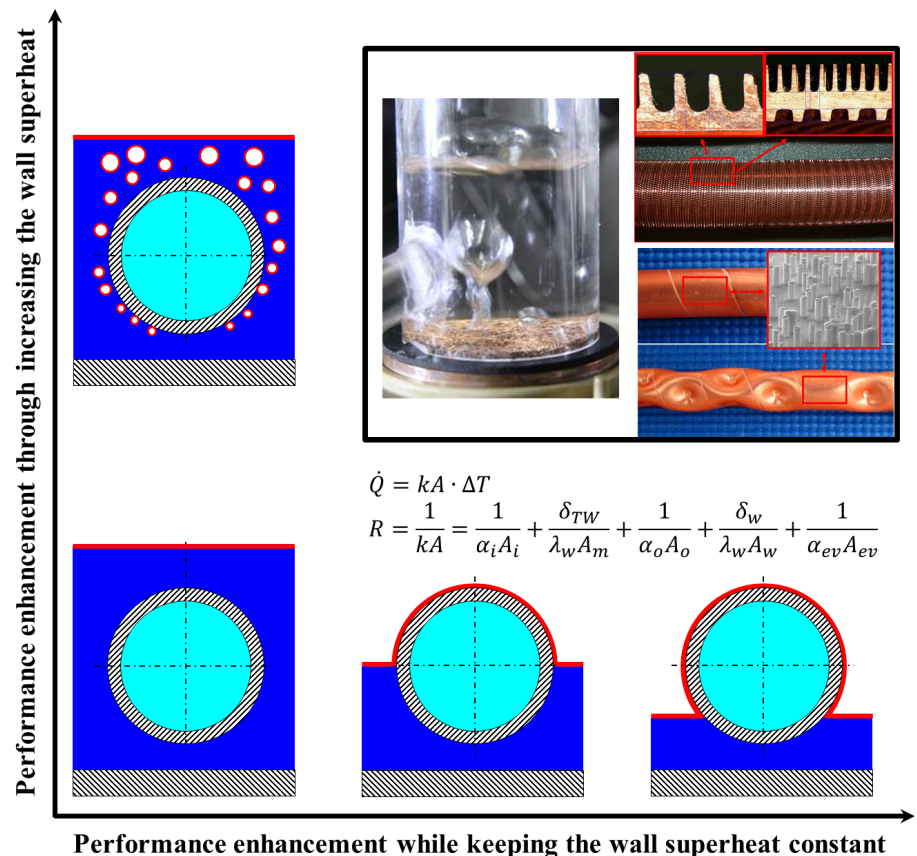 Performance enhancement through increasing the wall superheat
Q̇ = kA · ΔT
R = 1/kA = 1/α_iA_i + δ_TW/λ_wA_m + 1/α_oA_o + δ_w/λ_wA_w + 1/α_evA_ev
Performance enhancement while keeping the wall superheat constant